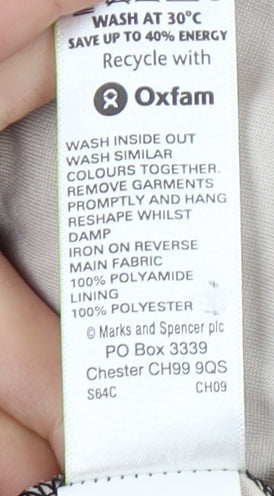 WASH AT 30°C
SAVE UP TO 40% ENERGY
Recycle with
Oxfam
WASH INSIDE OUT
WASH SIMILAR
COLOURS TOGETHER.
REMOVE GARMENTS
PROMPTLY AND HANG
RESHAPE WHILST
DAMP
IRON ON REVERSE
MAIN FABRIC
100% POLYAMIDE
LINING
100% POLYESTER
© Marks and Spencer plc
PO Box 3339
Chester CH99 9QS
S64C CH09